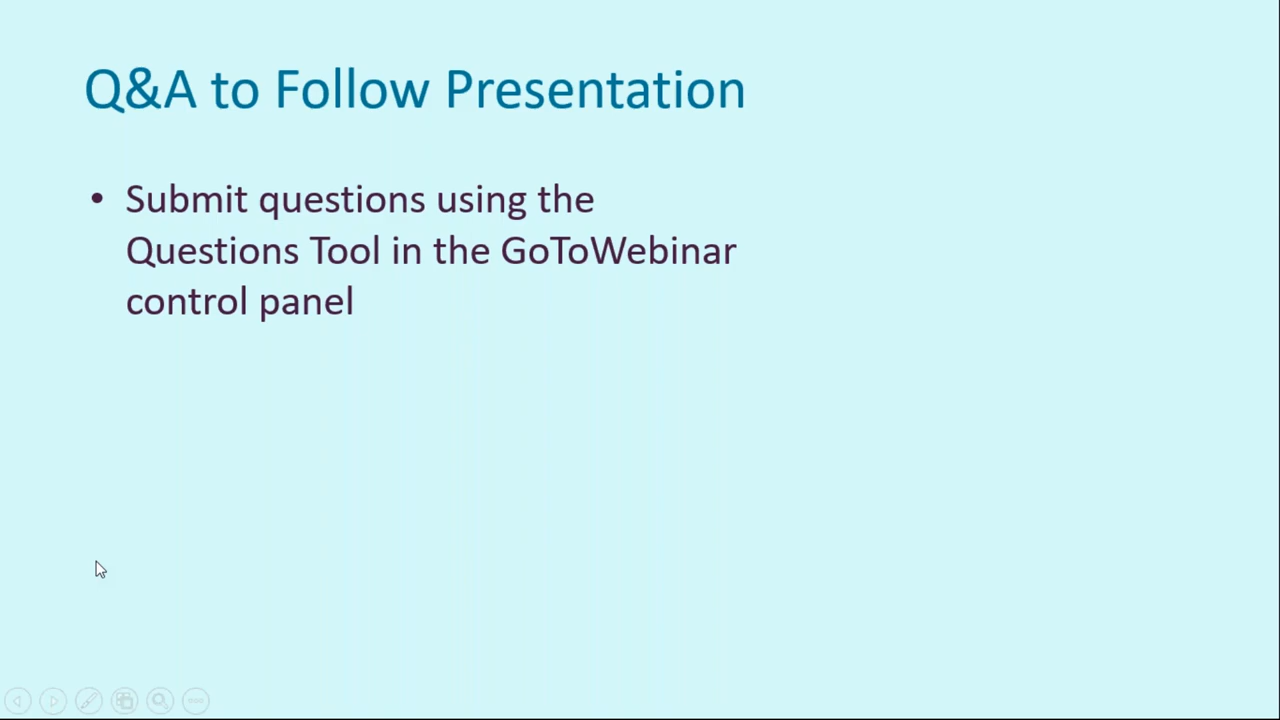 Q&A to Follow Presentation
• Submit questions using the
Questions Tool in the GoToWebinar
control panel